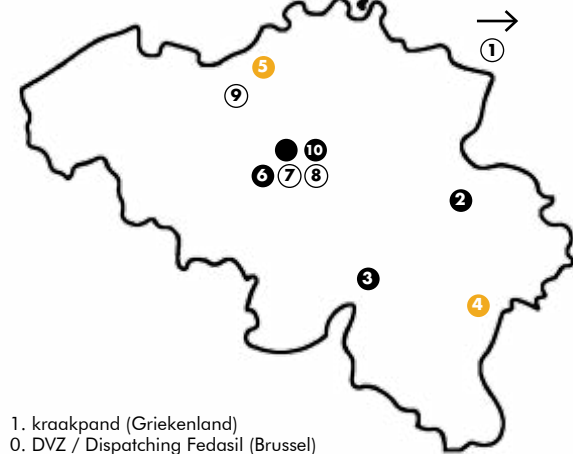 5
1
9
10
6 7 8
2
3
4
1. kraakpand (Griekenland)
0. DVZ / Dispatching Fedasil (Brussel)